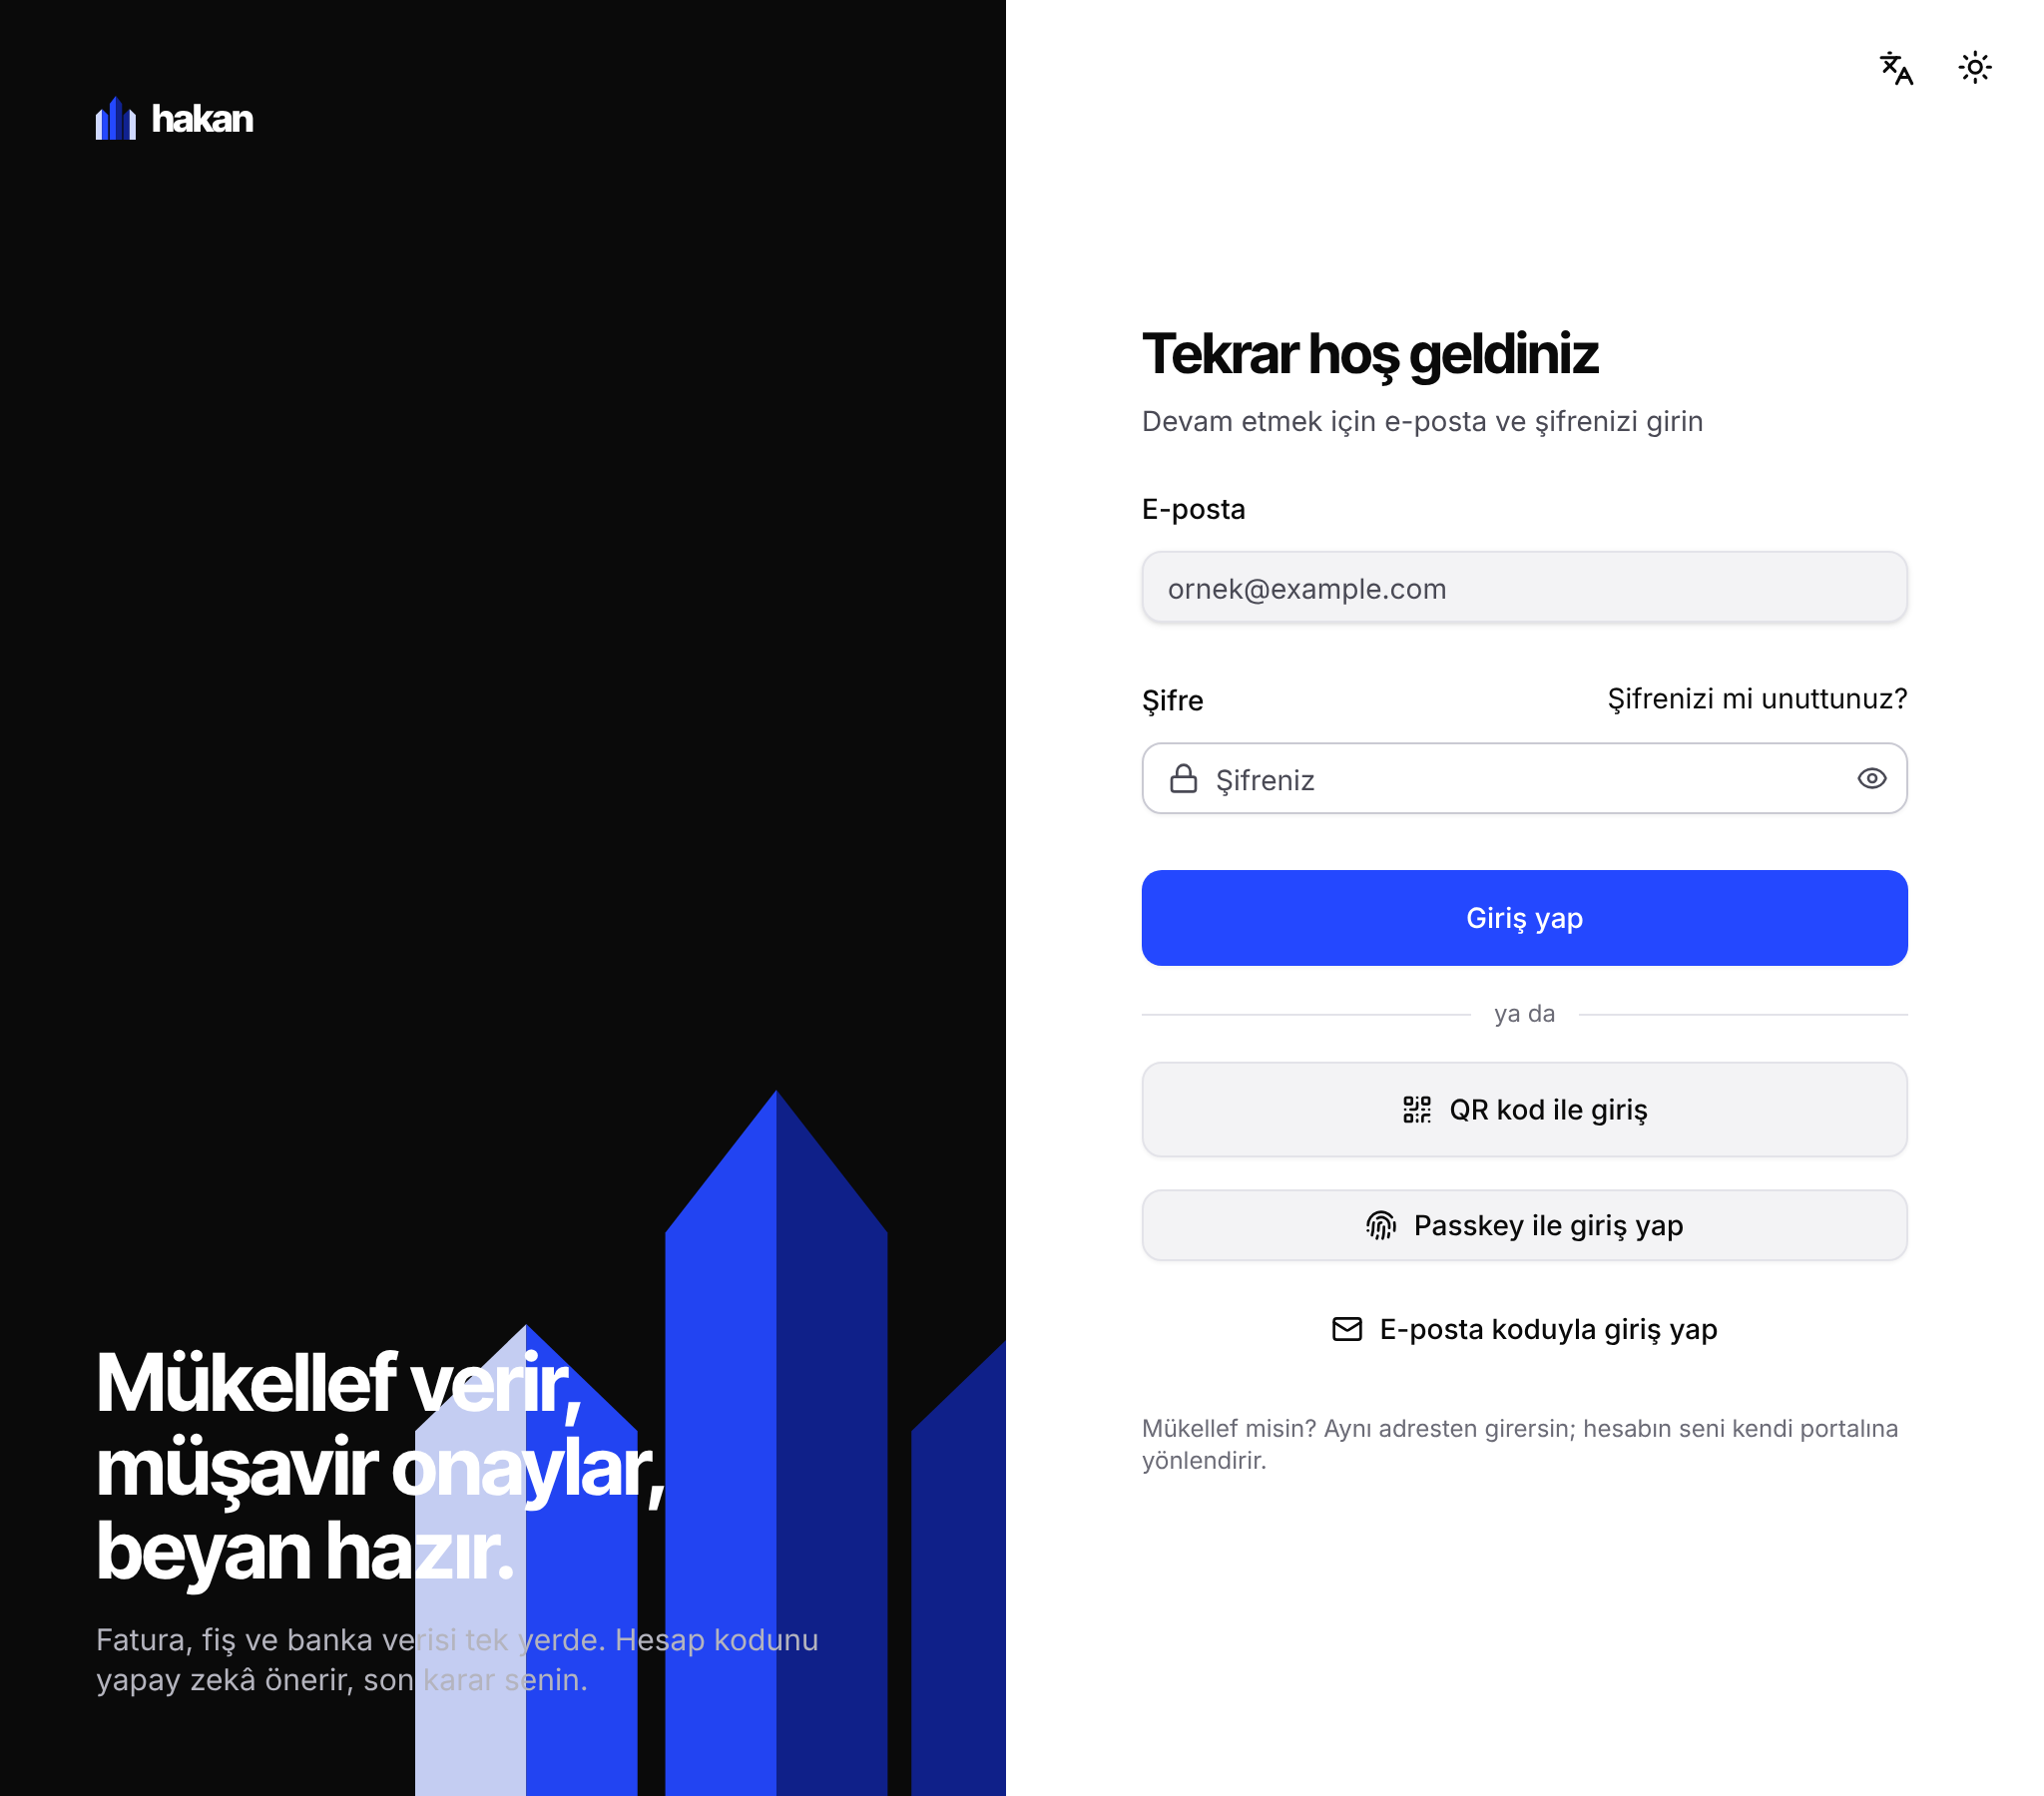 hakan
Mükellef verir,
müşavir onaylar,
beyan hazır.
Fatura, fiş ve banka verisi tek yerde. Hesap kodunu
yapay zekâ önerir, son karar senin.
Tekrar hoş geldiniz
Devam etmek için e-posta ve şifrenizi girin
E-posta
ornek@example.com
Şifre
Şifrenizi mi unuttunuz?
Şifreniz
Giriş yap
ya da
QR kod ile giriş
Passkey ile giriş yap
E-posta koduyla giriş yap
Mükellef misin? Aynı adresten girersin; hesabın seni kendi portalına
yönlendirir.